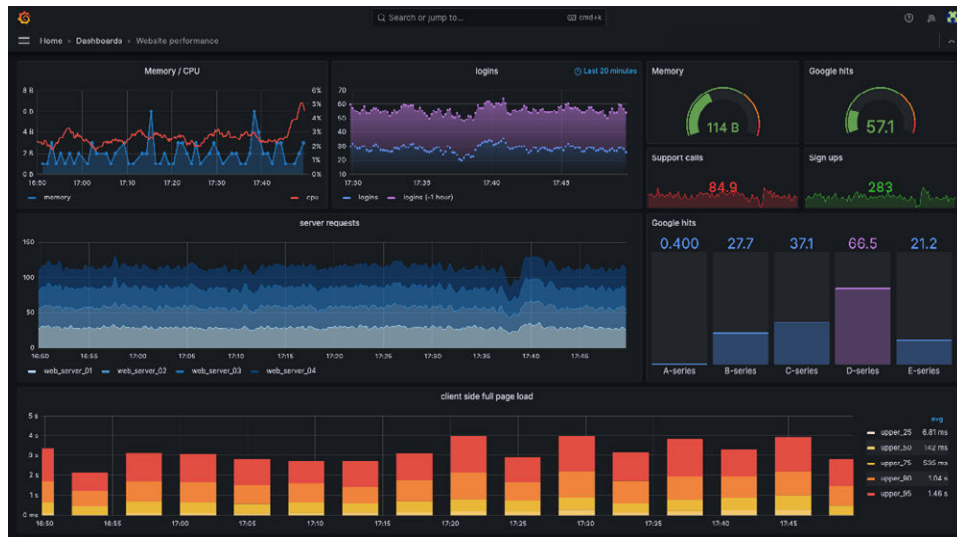 Search or jump to...
cmd+k
Home › Dashboards › Website performance
Memory / CPU
8 B
6 B
4 B
2 B
0 B
6%
5%
4%
3%
2%
1%
0%
16:50 17:00 17:10 17:20 17:30 17:40
memory
cpu
logins
Last 20 minutes
70
60
50
40
30
20
10
17:30 17:35 17:40 17:45
logins logins (-1 hour)
Memory
114 B
Google hits
57.1
Support calls
84.9
Sign ups
283
server requests
150
100
50
0
16:50 16:55 17:00 17:05 17:10 17:15 17:20 17:25 17:30 17:35 17:40 17:45
web_server_01 web_server_02 web_server_03 web_server_04
Google hits
0.400 27.7 37.1 66.5 21.2
A-series B-series C-series D-series E-series
client side full page load
5 s
4 s
3 s
2 s
1 s
0 ms
16:50 16:55 17:00 17:05 17:10 17:15 17:20 17:25 17:30 17:35 17:40 17:45
avg
upper_25 6.81 ms
upper_50 142 ms
upper_75 535 ms
upper_90 1.04 s
upper_95 1.46 s